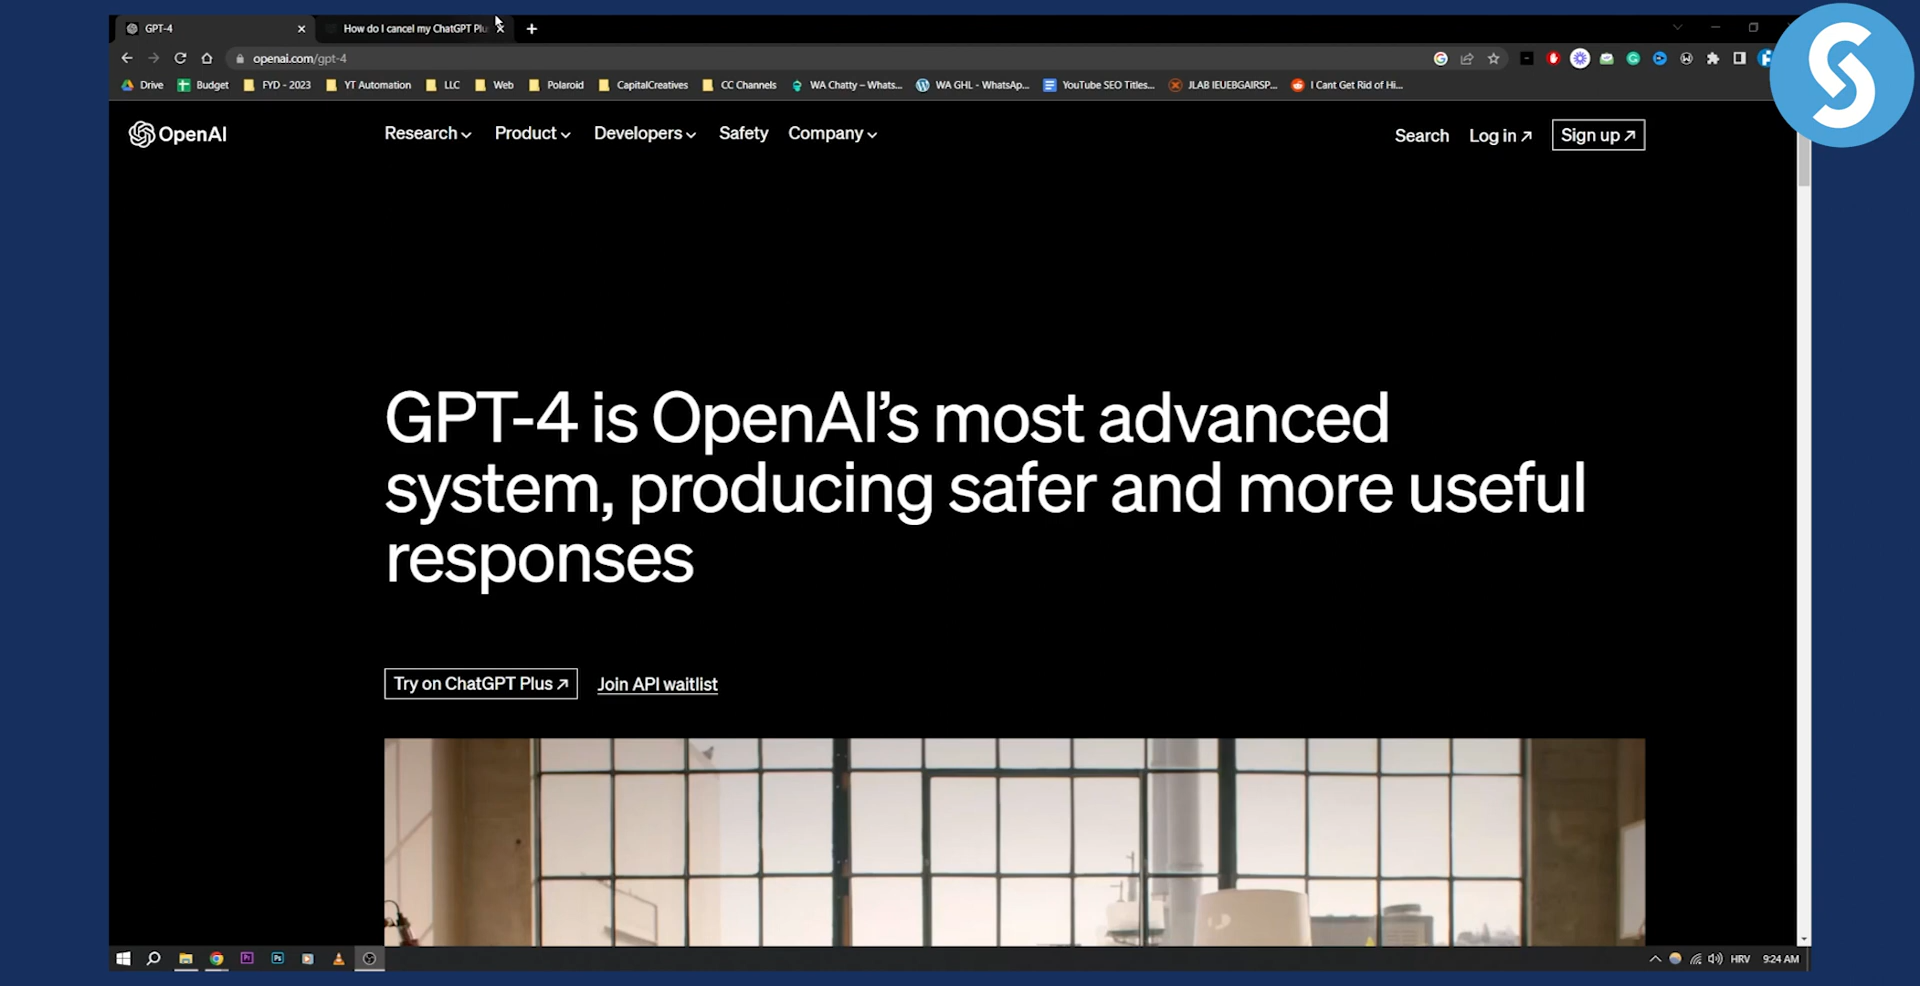 GPT-4
How do I cancel my ChatGPT Plu
openai.com/gpt-4
Drive Budget FYD - 2023 YT Automation LLC Web Polaroid CapitalCreatives CC Channels WA Chatty – Whats... WA GHL - WhatsAp... YouTube SEO Titles... JLAB IEUEBGAIRSP... I Cant Get Rid of Hi...
OpenAI
Research Product Developers Safety Company
Search Log in ↗ Sign up ↗
GPT-4 is OpenAI’s most advanced
system, producing safer and more useful
responses
Try on ChatGPT Plus ↗ Join API waitlist
HRV 9:24 AM